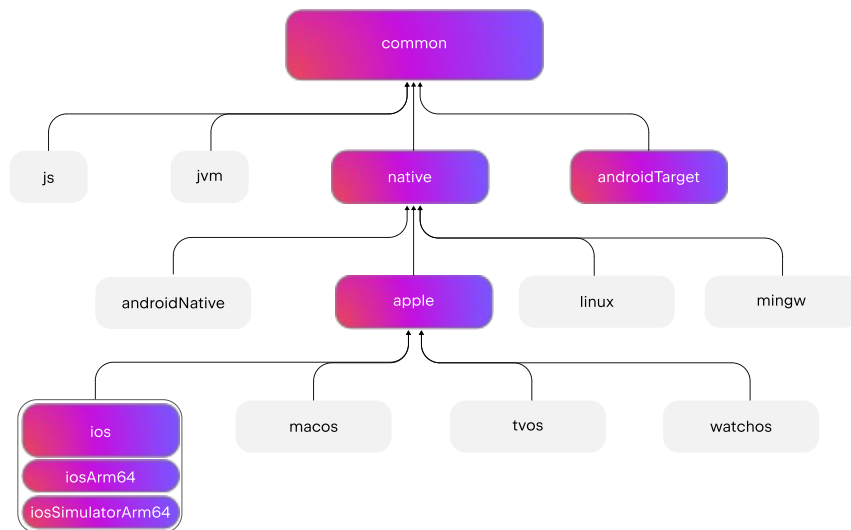 common
js
jvm
native
androidTarget
androidNative
apple
linux
mingw
ios
macos
tvos
watchos
iosArm64
iosSimulatorArm64